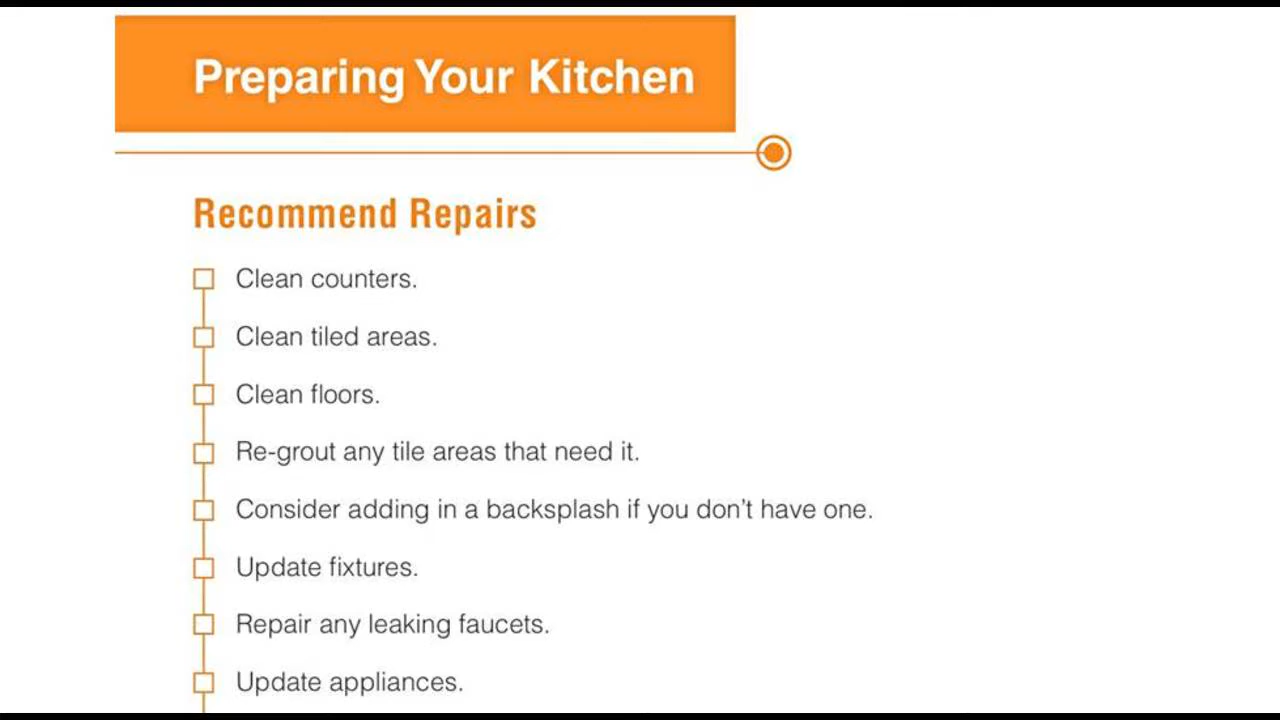 Preparing Your Kitchen
Recommend Repairs
Clean counters.
Clean tiled areas.
Clean floors.
Re-grout any tile areas that need it.
Consider adding in a backsplash if you don’t have one.
Update fixtures.
Repair any leaking faucets.
Update appliances.